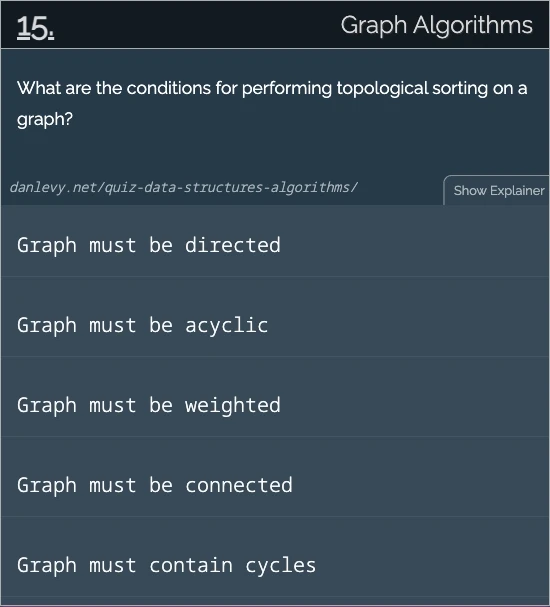 15.
Graph Algorithms
What are the conditions for performing topological sorting on a
graph?
danlevy.net/quiz-data-structures-algorithms/
Show Explainer
Graph must be directed
Graph must be acyclic
Graph must be weighted
Graph must be connected
Graph must contain cycles